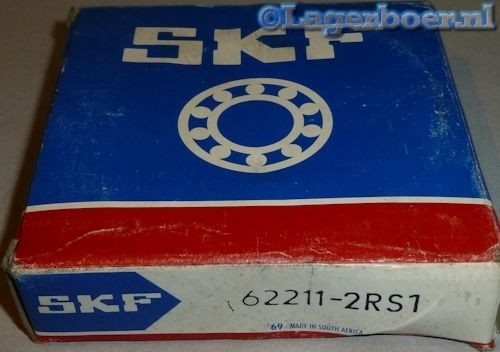 ©Lagerboer.nl
SKF
SKF
62211-2RS1
69 - MADE IN SOUTH AFRICA